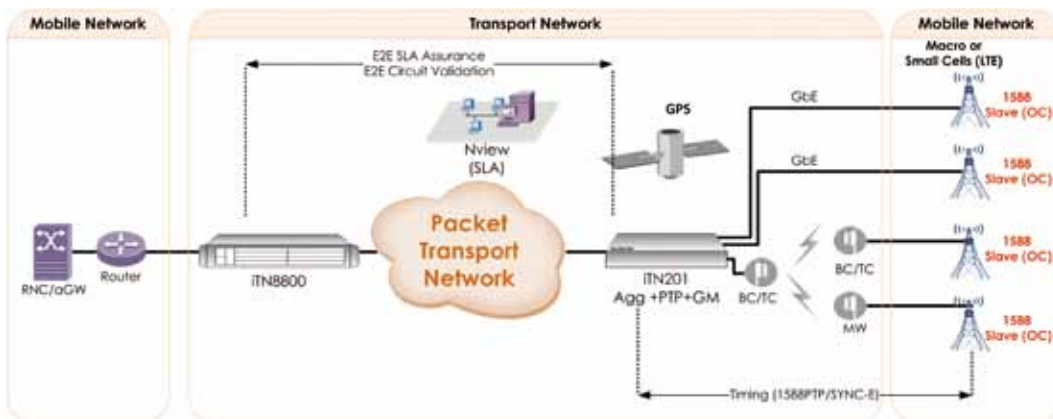 Mobile Network
Transport Network
Mobile Network
E2E SLA Assurance
E2E Circuit Validation
Macro or
Small Cells (LTE)
GbE
1588
Slave (OC)
GPS
Nview
(SLA)
GbE
1588
Slave (OC)
Packet
Transport
Network
RNC/aGW
Router
iTN8800
iTN201
Agg +PTP+GM
BC/TC
BC/TC
1588
Slave (OC)
MW
1588
Slave (OC)
Timing (1588PTP/SYNC-E)